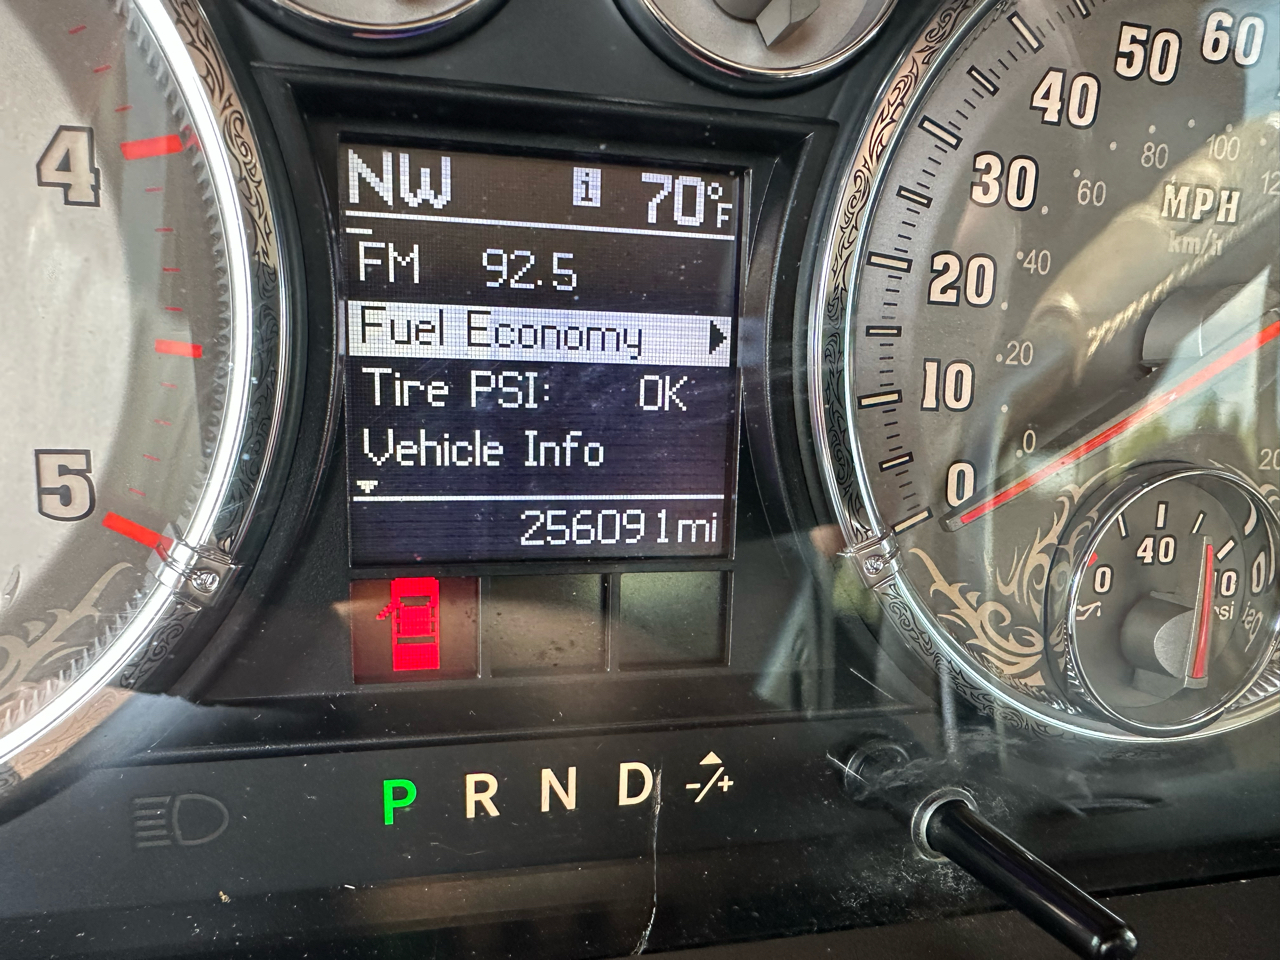 4
5
NW i 70°F
FM 92.5
Fuel Economy
Tire PSI: OK
Vehicle Info
256091mi
P R N D -/+
0
10
20
30
40
50
60
.0
.20
40
60
80
100
MPH
km/h
0 40